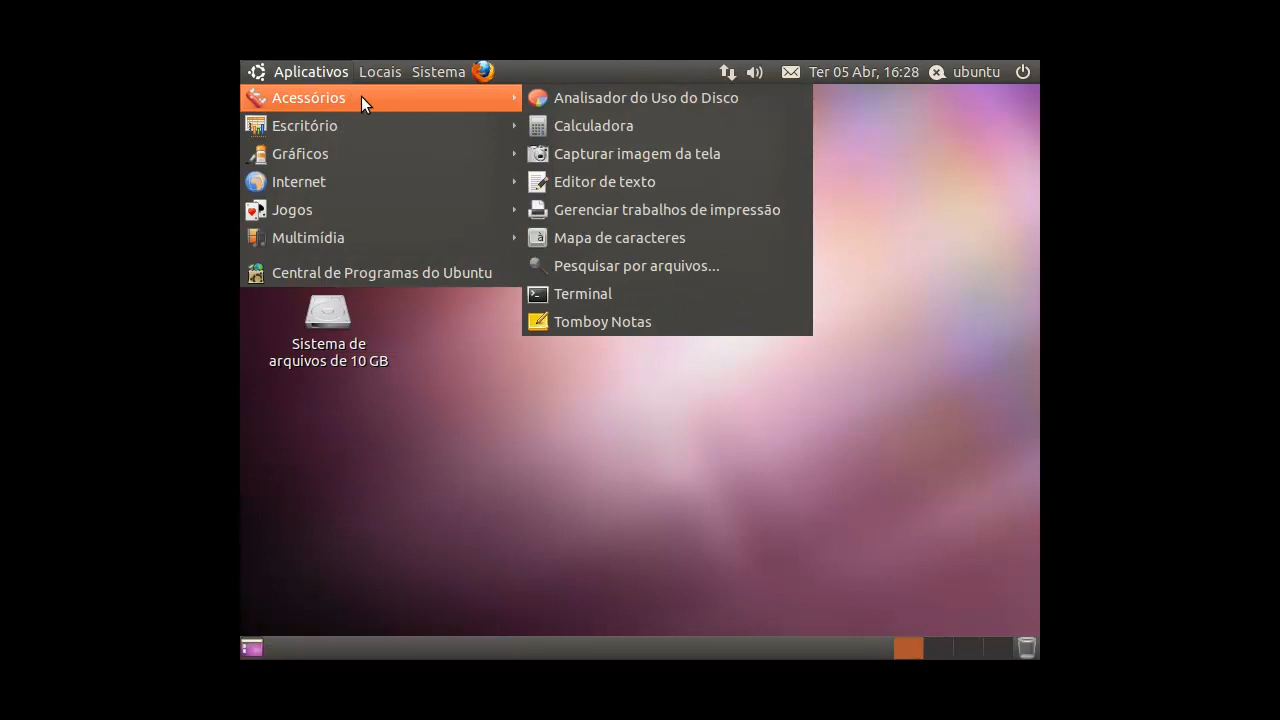 Aplicativos Locais Sistema Ter 05 Abr, 16:28 ubuntu
Acessórios
Escritório
Gráficos
Internet
Jogos
Multimídia
Central de Programas do Ubuntu
Analisador do Uso do Disco
Calculadora
Capturar imagem da tela
Editor de texto
Gerenciar trabalhos de impressão
Mapa de caracteres
Pesquisar por arquivos...
Terminal
Tomboy Notas
Sistema de
arquivos de 10 GB